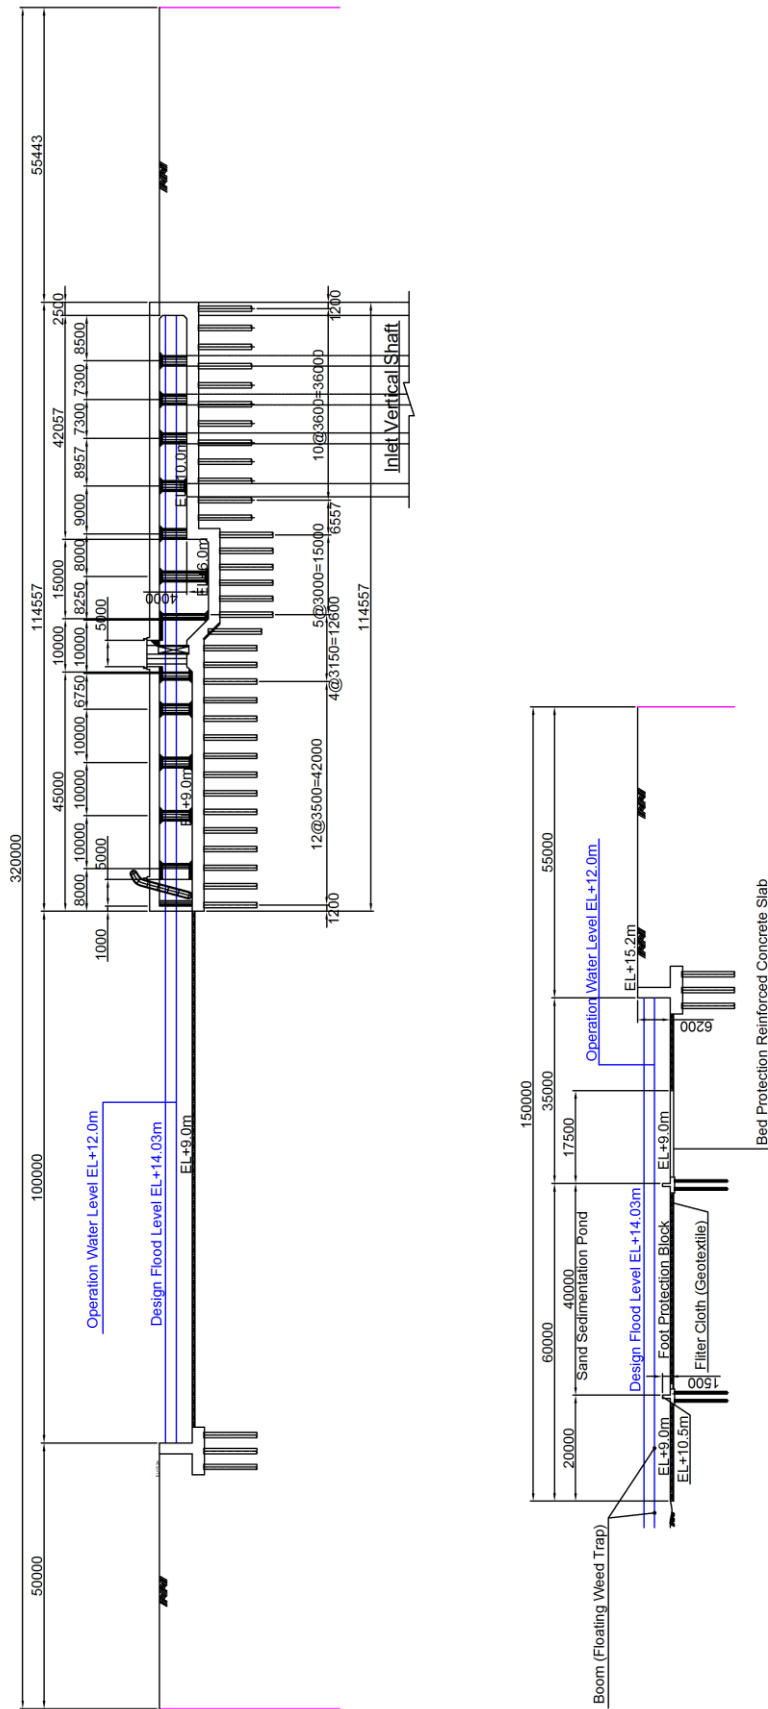 320000
50000
100000
114557
55443
45000
10000
15000
42057
2500
1000
8000
5000
10000
10000
10000
6750
10000
5000
8250
8000
9000
8957
7300
7300
8500
Operation Water Level EL+12.0m
Design Flood Level EL+14.03m
EL+9.0m
EL+9.0m
4000
EL+6.0m
EL+10.0m
1200
12@3500=42000
4@3150=12600
5@3000=15000
6557
10@3600=36000
1200
114557
Inlet Vertical Shaft
150000
60000
35000
55000
20000
40000
17500
Sand Sedimentation Pond
Boom (Floating Weed Trap)
Operation Water Level EL+12.0m
Design Flood Level EL+14.03m
EL+15.2m
EL+9.0m
Foot Protection Block
EL+9.0m
EL+10.5m
1500
6200
Fliter Cloth (Geotextile)
Bed Protection Reinforced Concrete Slab